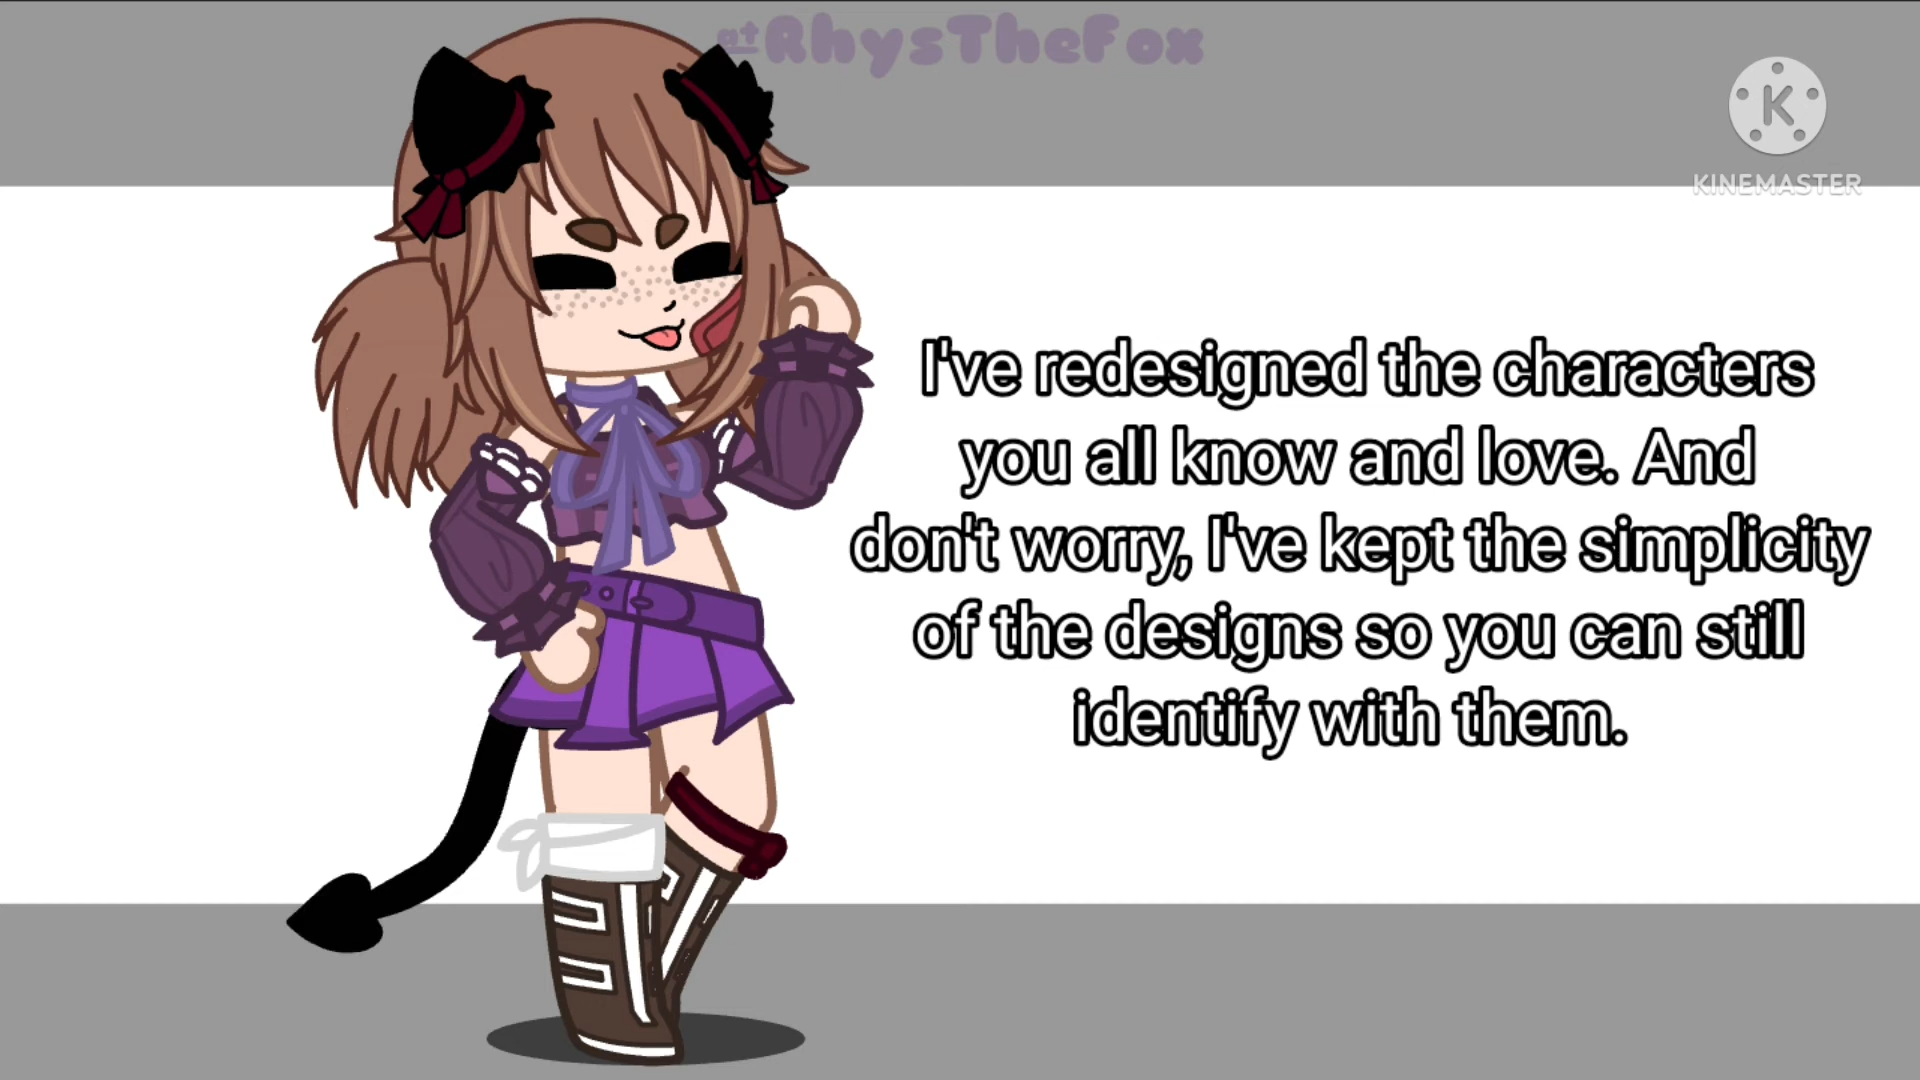 atRhysTheFox
K
KINEMASTER
I've redesigned the characters
you all know and love. And
don't worry, I've kept the simplicity
of the designs so you can still
identify with them.